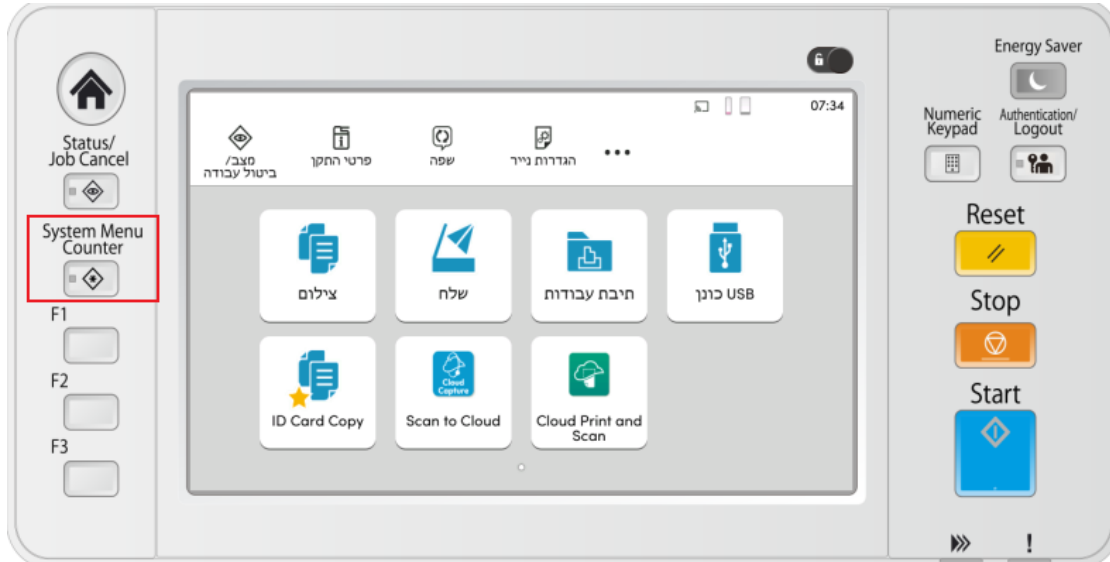 Energy Saver
Numeric
Keypad
Authentication/
Logout
Status/
Job Cancel
System Menu
Counter
F1
F2
F3
07:34
מצב/
ביטול עבודה
פרטי התקן
שפה
הגדרות נייר
צילום
שלח
תיבת עבודות
כונן USB
ID Card Copy
Cloud
Capture
Scan to Cloud
Cloud Print and
Scan
Reset
Stop
Start